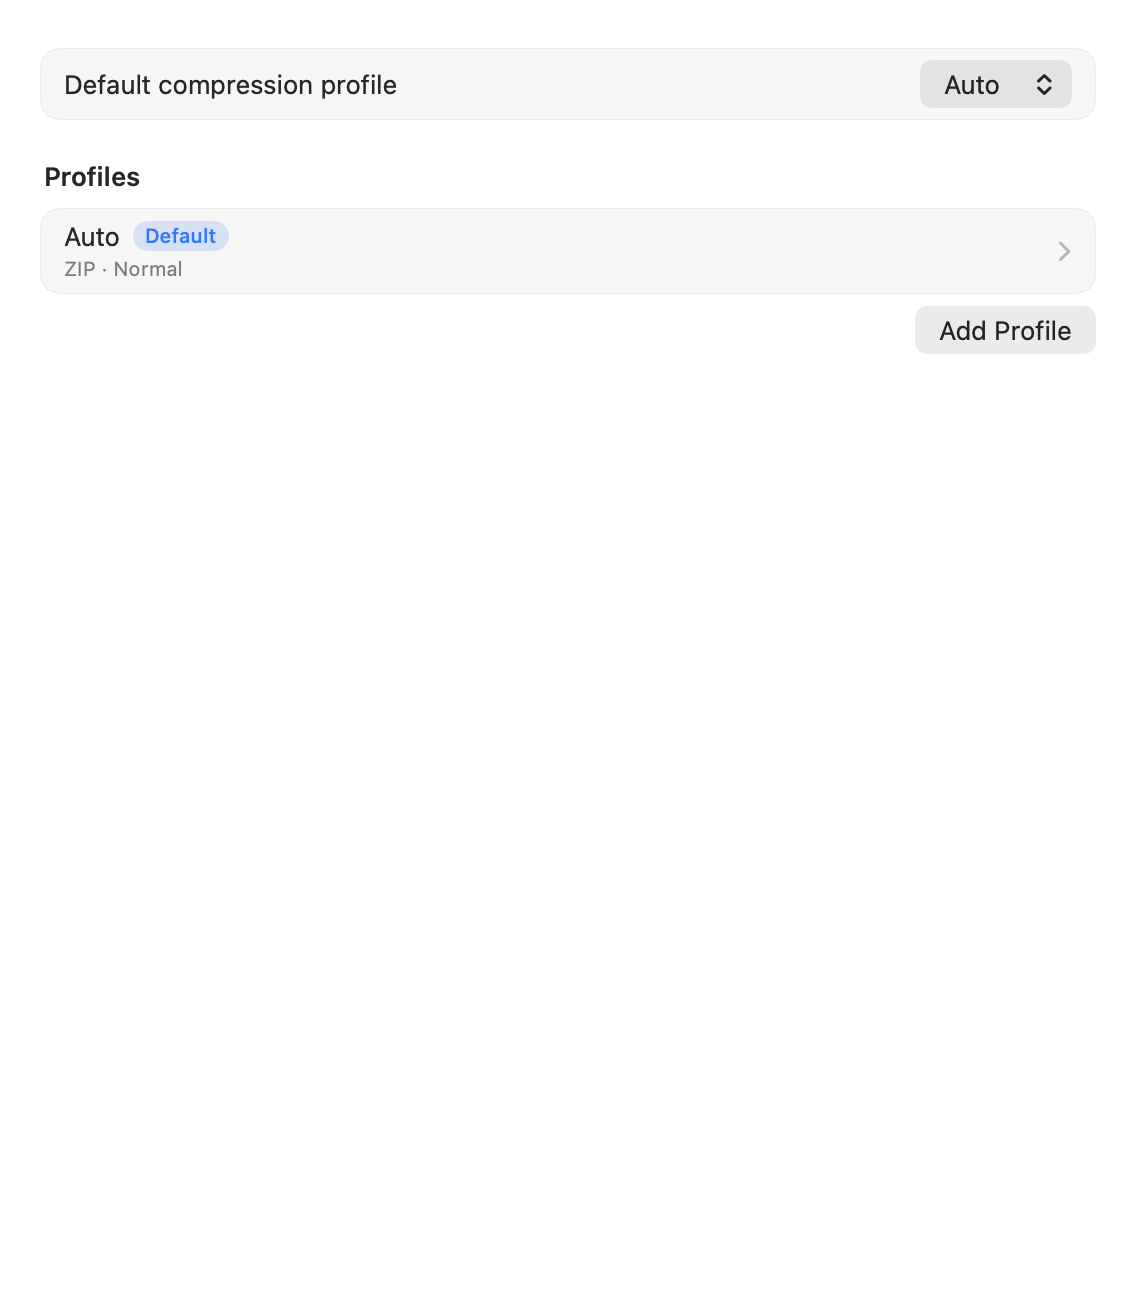 Default compression profile
Auto
Profiles
Auto Default
ZIP · Normal
Add Profile